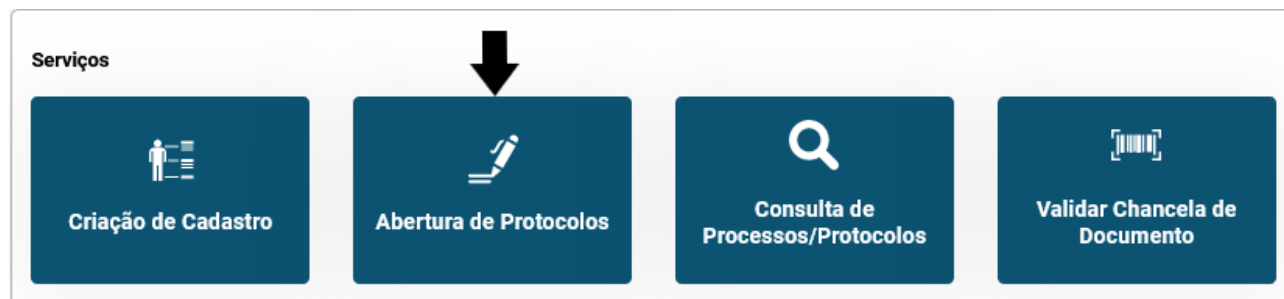 Serviços
Criação de Cadastro
Abertura de Protocolos
Consulta de
Processos/Protocolos
Validar Chancela de
Documento